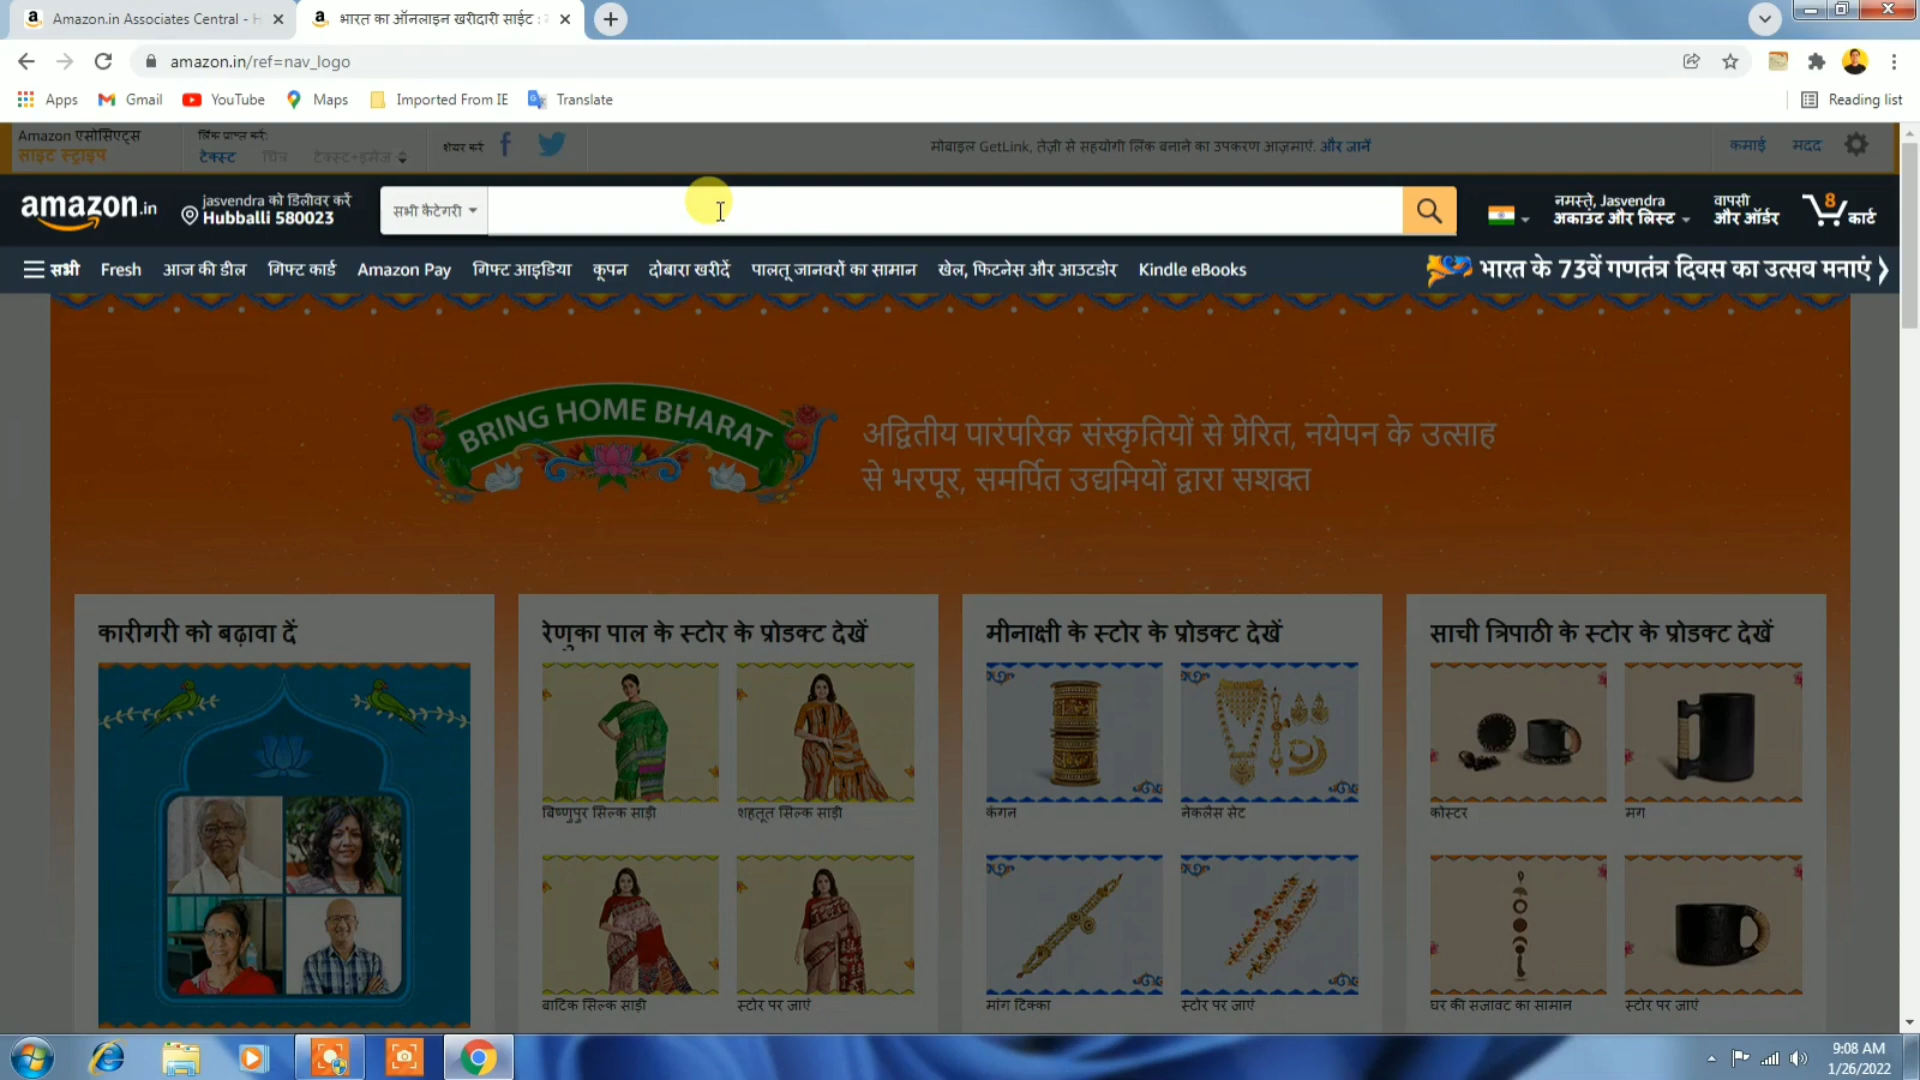 Amazon.in Associates Central - H
भारत का ऑनलाइन खरीदारी साईट :
amazon.in/ref=nav_logo
Apps
Gmail
YouTube
Maps
Imported From IE
Translate
Reading list
Amazon एसोसिएट्स
साइट स्ट्राइप
लिंक प्राप्त करें:
टेक्स्ट
चित्र
टेक्स्ट+इमेज
शेयर करें
मोबाइल GetLink, तेज़ी से सहयोगी लिंक बनाने का उपकरण आज़माएं. और जानें
कमाई
मदद
amazon.in
jasvendra को डिलीवर करें
Hubballi 580023
सभी कैटेगरी
नमस्ते, Jasvendra
अकाउंट और लिस्ट
वापसी
और ऑर्डर
8
कार्ट
सभी
Fresh
आज की डील
गिफ्ट कार्ड
Amazon Pay
गिफ्ट आइडिया
कूपन
दोबारा खरीदें
पालतू जानवरों का सामान
खेल, फिटनेस और आउटडोर
Kindle eBooks
भारत के 73वें गणतंत्र दिवस का उत्सव मनाएं
BRING HOME BHARAT
अद्वितीय पारंपरिक संस्कृतियों से प्रेरित, नयेपन के उत्साह
से भरपूर, समर्पित उद्यमियों द्वारा सशक्त
कारीगरी को बढ़ावा दें
रेणुका पाल के स्टोर के प्रोडक्ट देखें
मीनाक्षी के स्टोर के प्रोडक्ट देखें
साची त्रिपाठी के स्टोर के प्रोडक्ट देखें
बिष्णुपुर सिल्क साड़ी
शहतूत सिल्क साड़ी
कंगन
नेकलैस सेट
कोस्टर
मग
बाटिक सिल्क साड़ी
स्टोर पर जाएं
मांग टिक्का
स्टोर पर जाएं
घर की सजावट का सामान
स्टोर पर जाएं
9:08 AM
1/26/2022